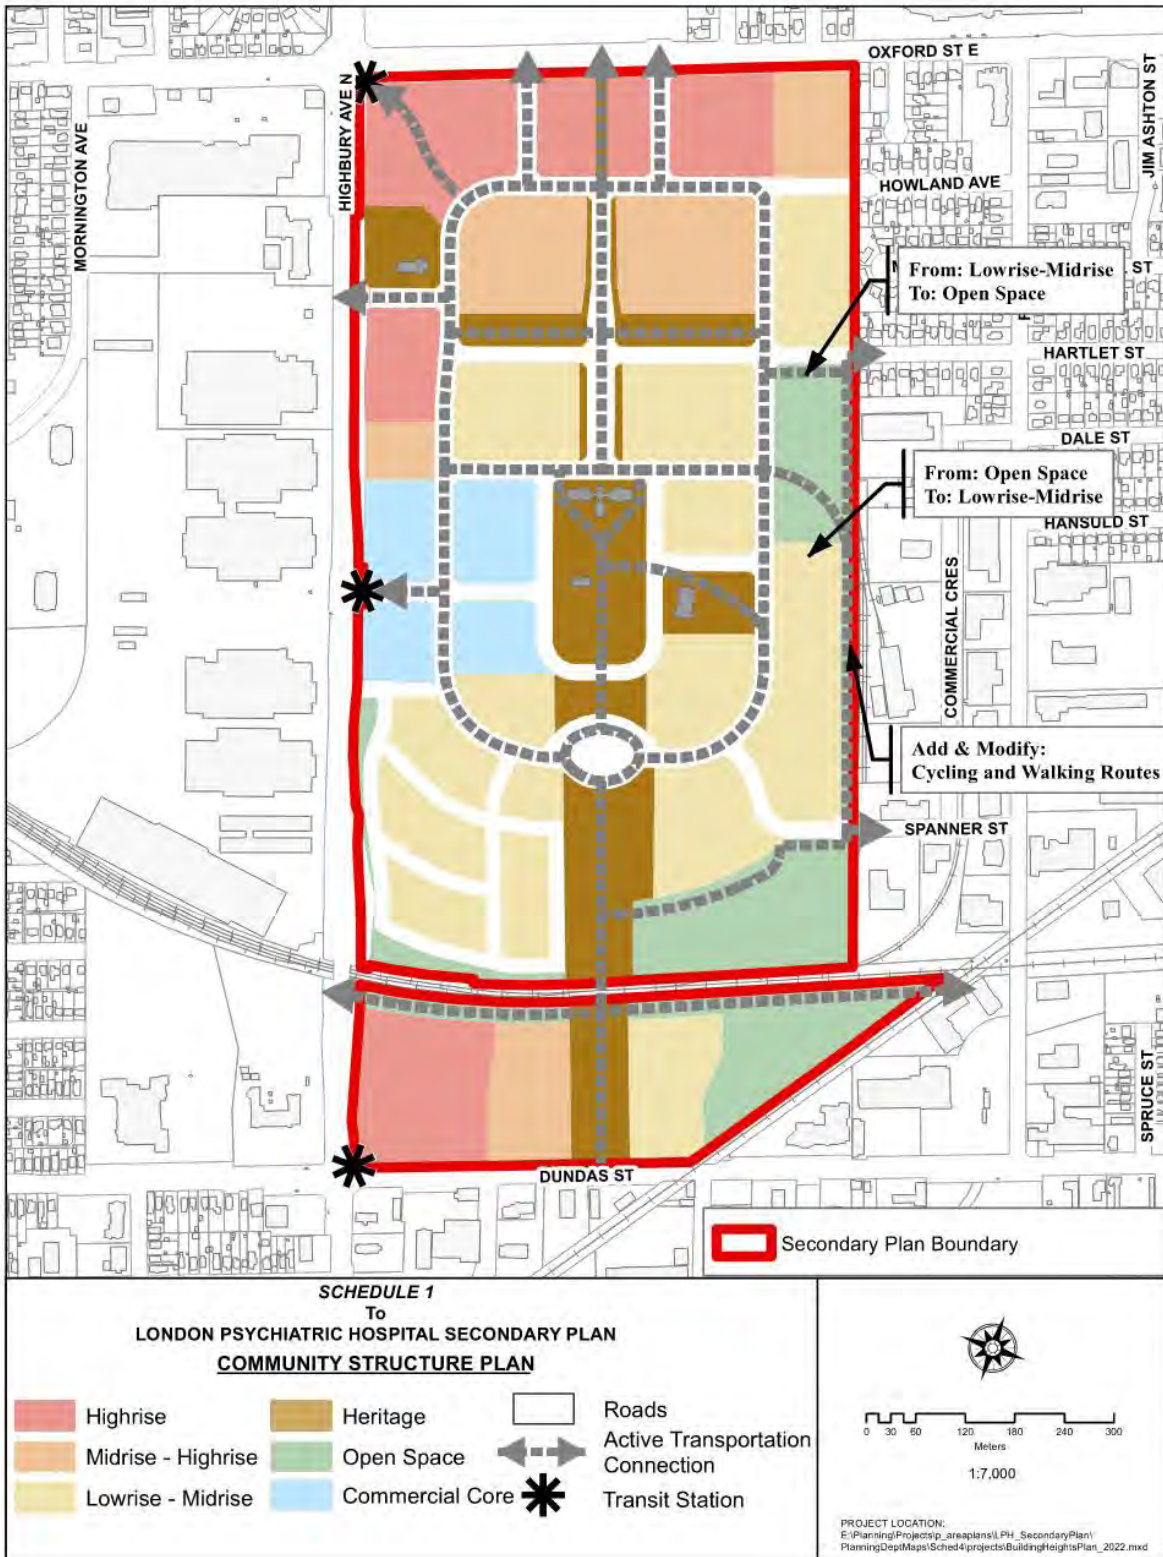 OXFORD ST E
HIGHBURY AVE N
MORNINGTON AVE
JIM ASHTON ST
HOWLAND AVE
From: Lowrise-Midrise
To: Open Space
ST
HARTLET ST
DALE ST
From: Open Space
To: Lowrise-Midrise
HANSULD ST
COMMERCIAL CRES
Add & Modify:
Cycling and Walking Routes
SPANNER ST
SPRUCE ST
DUNDAS ST
Secondary Plan Boundary
SCHEDULE 1
To
LONDON PSYCHIATRIC HOSPITAL SECONDARY PLAN
COMMUNITY STRUCTURE PLAN
Highrise
Midrise - Highrise
Lowrise - Midrise
Heritage
Open Space
Commercial Core
Roads
Active Transportation
Connection
Transit Station
0 30 60 120 180 240 300
Meters
1:7,000
PROJECT LOCATION:
E:\Planning\Projects\p_areaplans\LPH_SecondaryPlan\
PlanningDeptMaps\Sched4\projects\BuildingHeightsPlan_2022.mxd